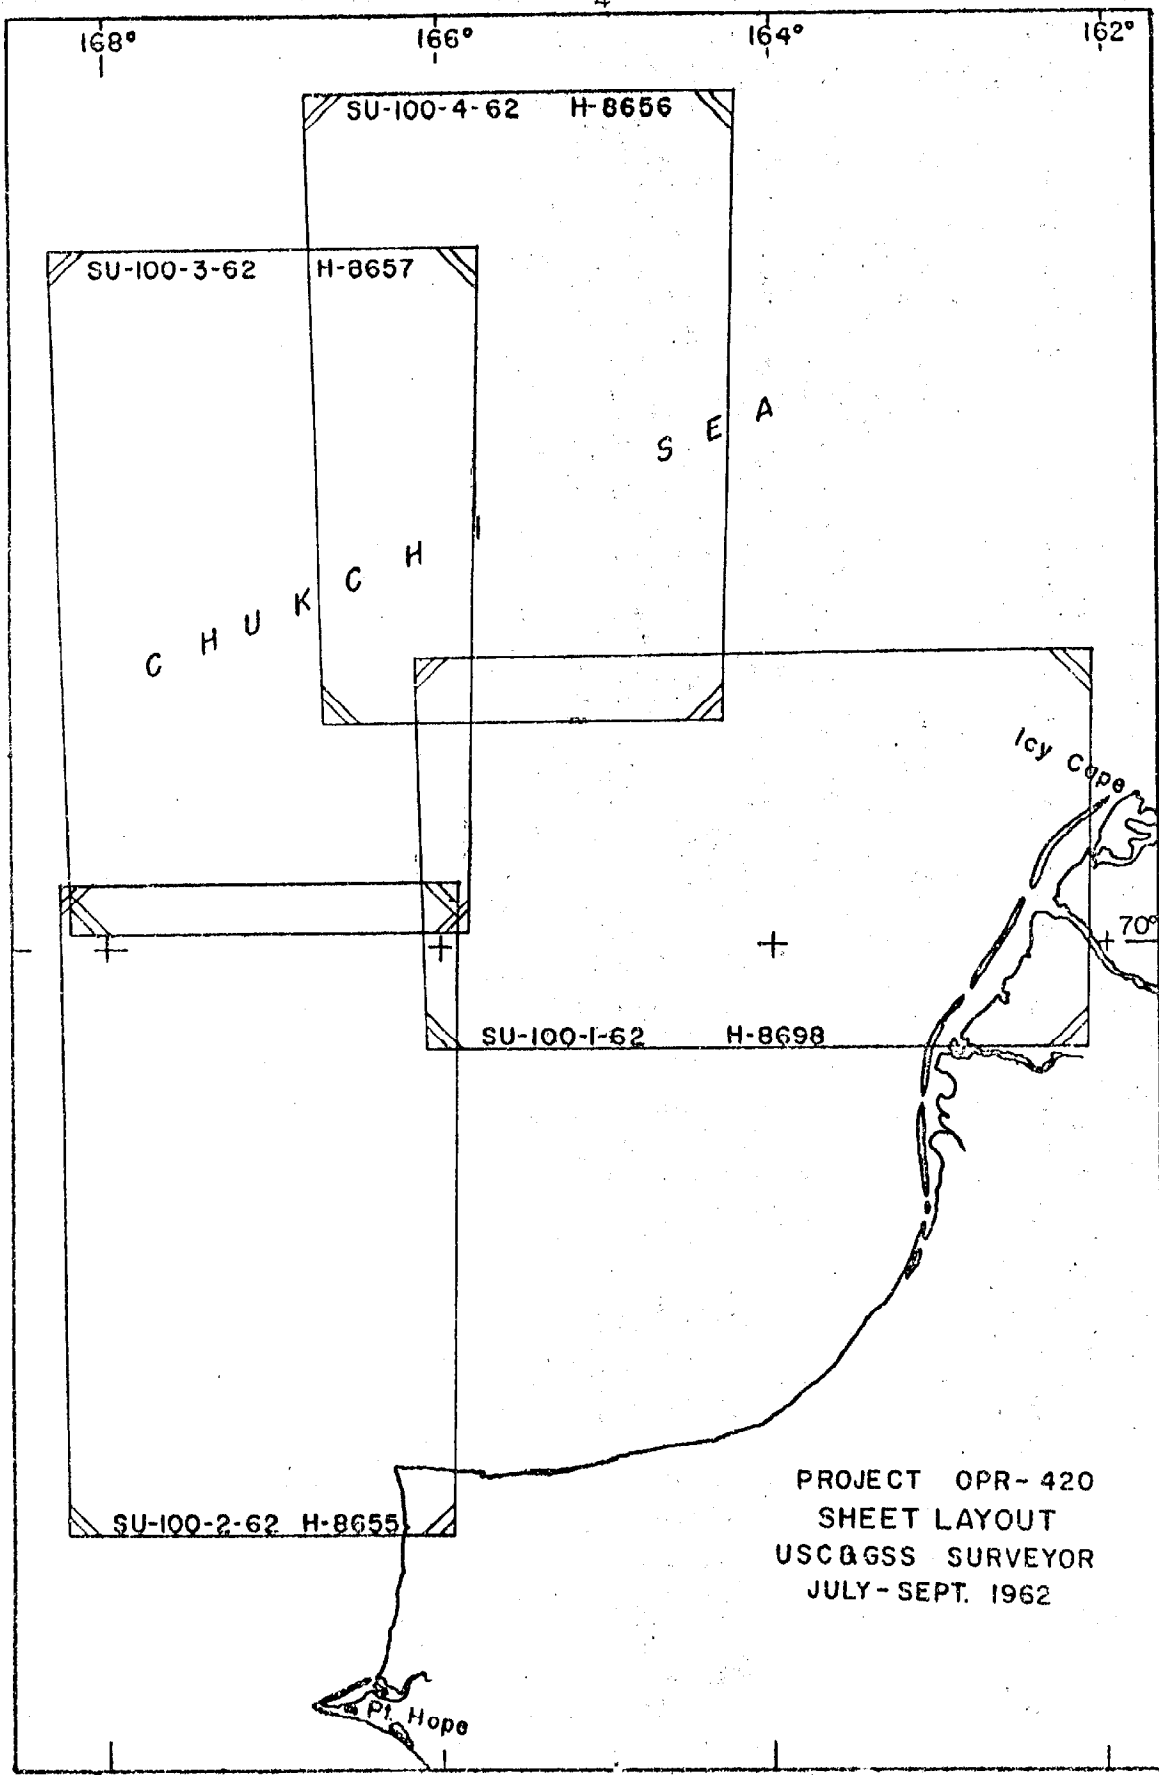 4
168° 166° 164° 162°
SU-100-4-62 H-8656
SU-100-3-62 H-8657
S E A
C H U K C H I
Icy Cape
70°
SU-100-1-62 H-8698
SU-100-2-62 H-8655
PROJECT OPR-420
SHEET LAYOUT
USC&GSS SURVEYOR
JULY-SEPT. 1962
Pt. Hope